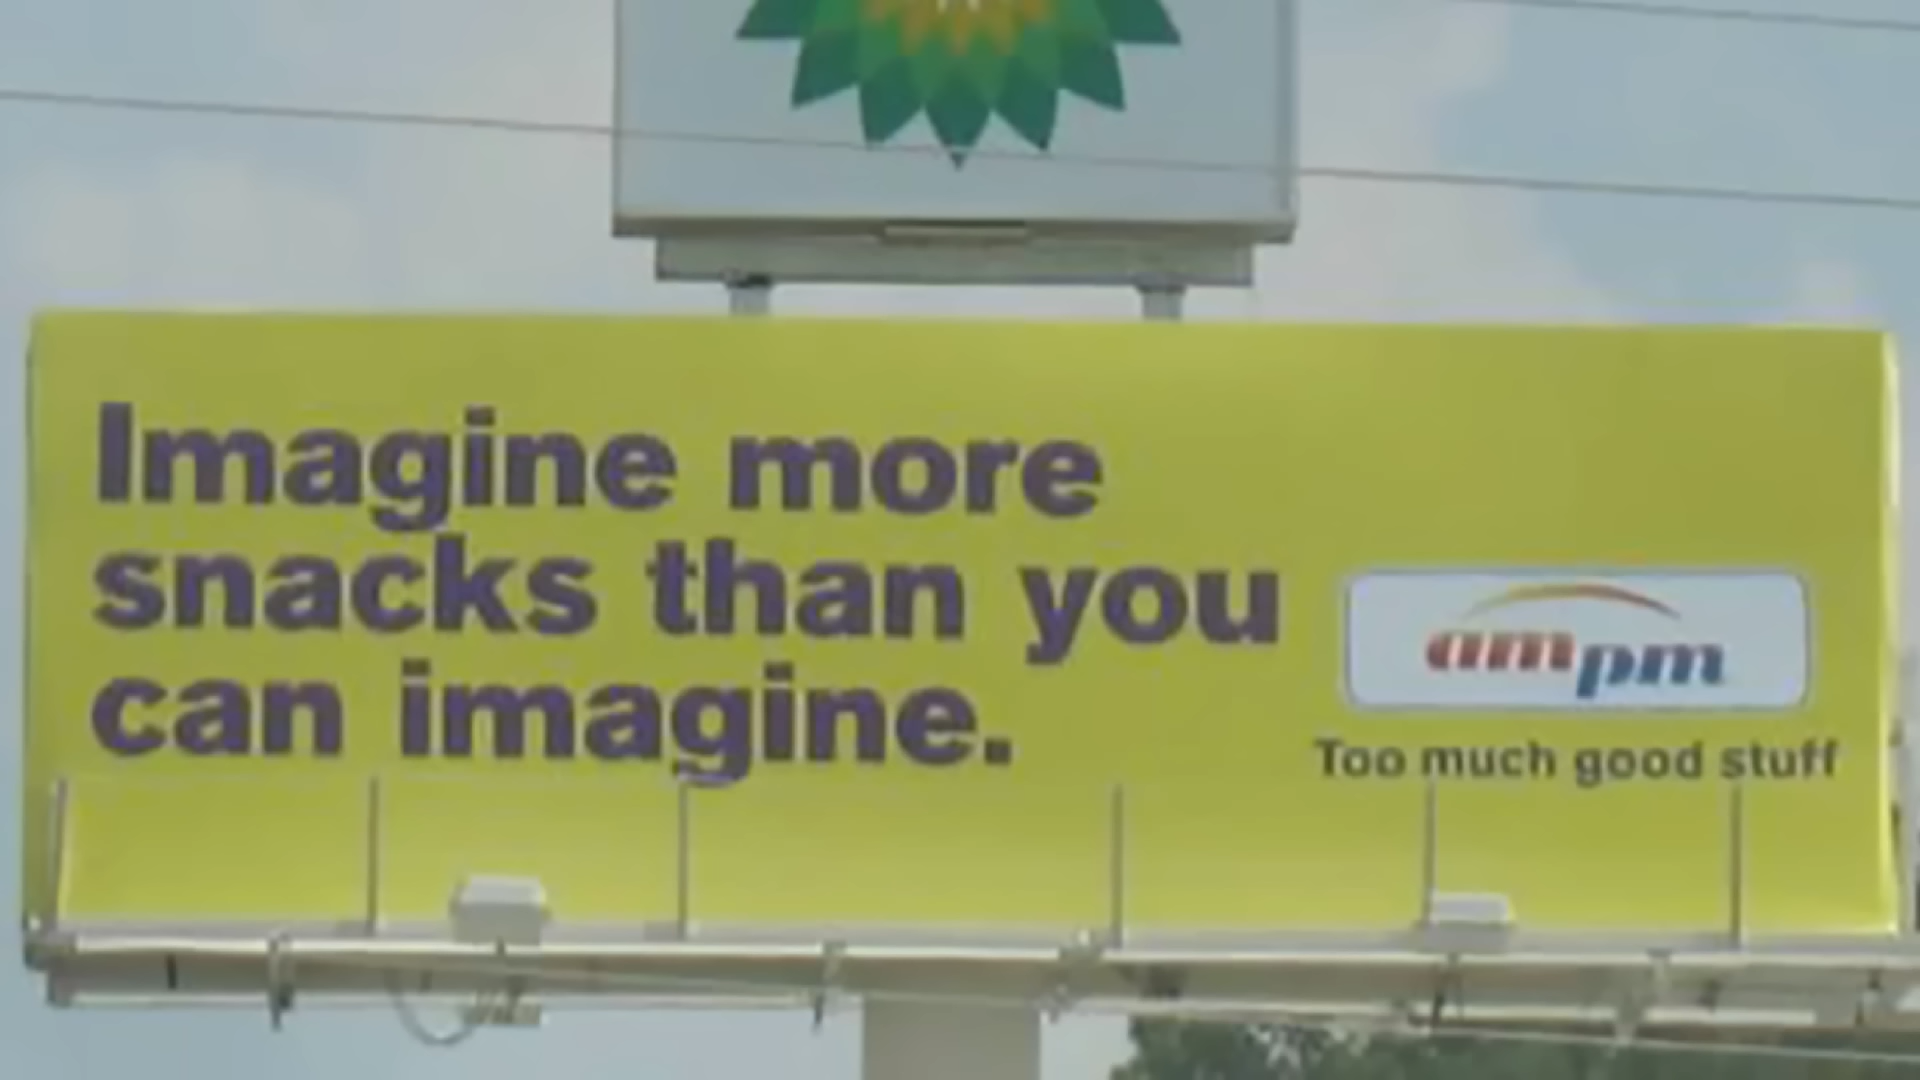 Imagine more
snacks than you
can imagine.
ampm
Too much good stuff